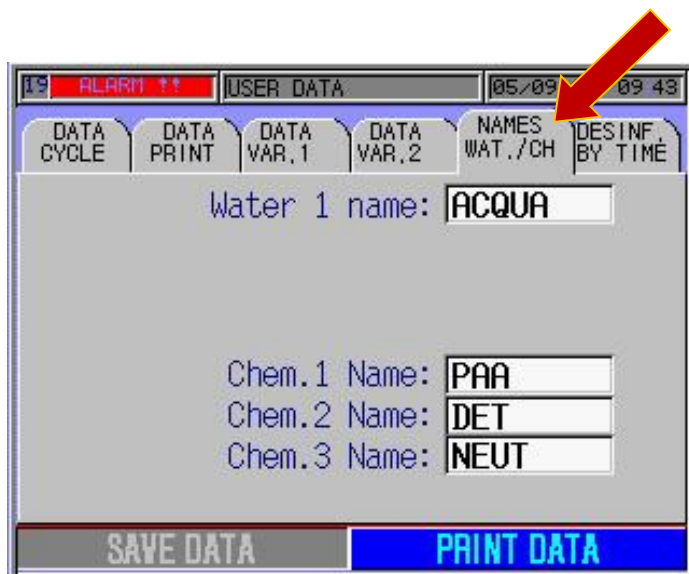 19 ALARM !! USER DATA 05/09 09 43
DATA CYCLE DATA PRINT DATA VAR.1 DATA VAR.2 NAMES WAT./CH DESINF. BY TIME
Water 1 name: ACQUA
Chem.1 Name: PAA
Chem.2 Name: DET
Chem.3 Name: NEUT
SAVE DATA PRINT DATA